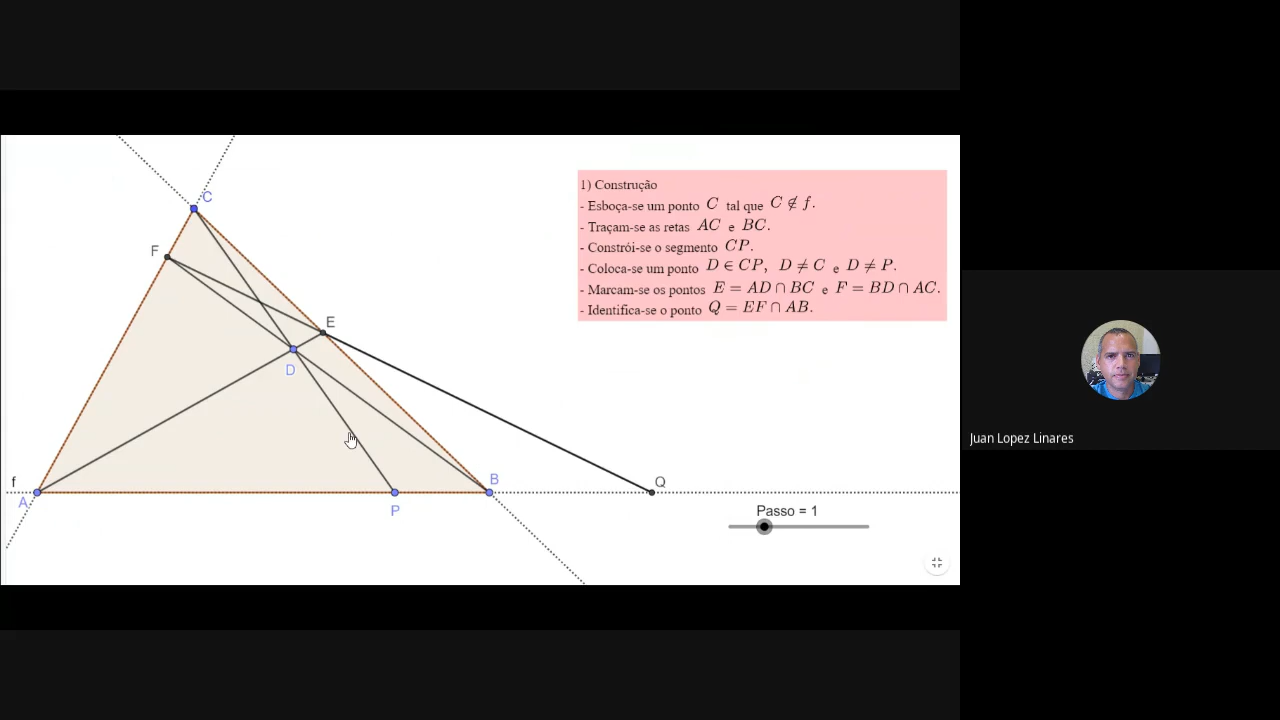 1) Construção
- Esboça-se um ponto C tal que C ∉ f.
- Traçam-se as retas AC e BC.
- Constrói-se o segmento CP.
- Coloca-se um ponto D ∈ CP, D ≠ C e D ≠ P.
- Marcam-se os pontos E = AD ∩ BC e F = BD ∩ AC.
- Identifica-se o ponto Q = EF ∩ AB.
C
F
E
D
f
A
P
B
Q
Passo = 1
Juan Lopez Linares